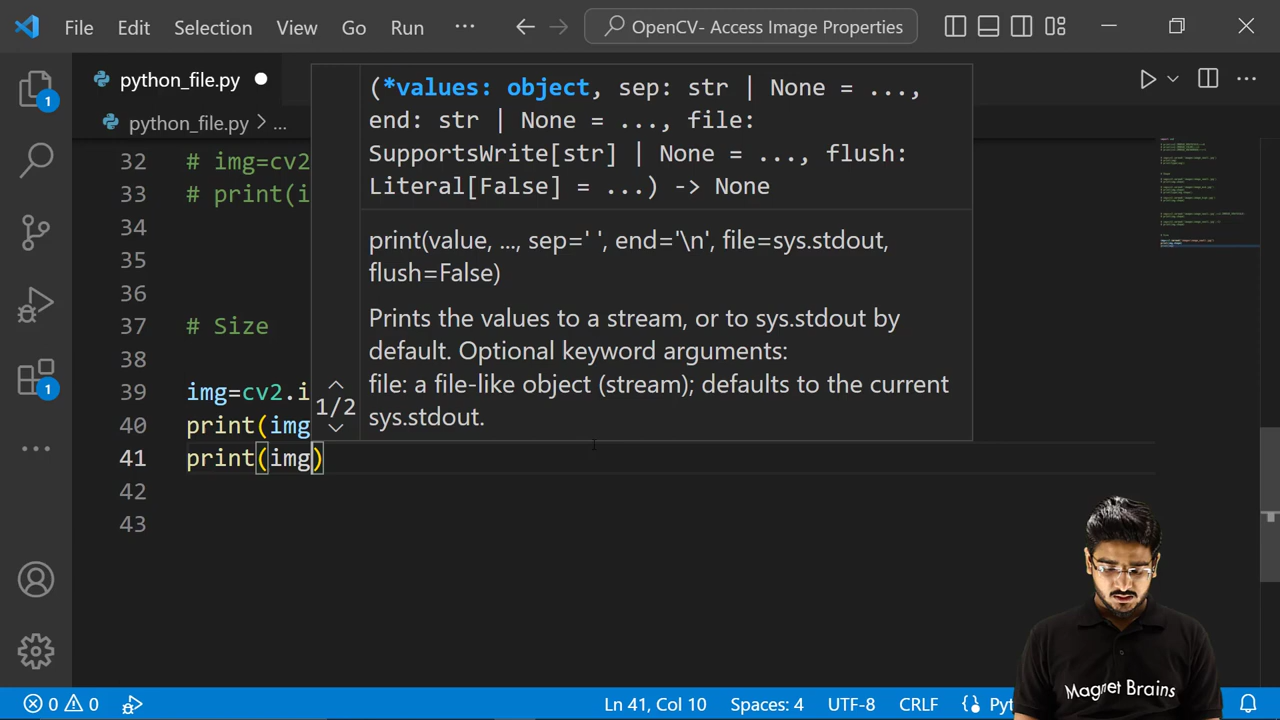 File Edit Selection View Go Run ··· OpenCV- Access Image Properties
python_file.py
python_file.py > ...
(*values: object, sep: str | None = ...,
end: str | None = ..., file:
SupportsWrite[str] | None = ..., flush:
Literal[False] = ...) -> None
print(value, ..., sep=' ', end='\n', file=sys.stdout,
flush=False)
Prints the values to a stream, or to sys.stdout by
default. Optional keyword arguments:
file: a file-like object (stream); defaults to the current
sys.stdout.
1/2
32 # img=cv2
33 # print(i
34
35
36
37 # Size
38
39 img=cv2.i
40 print(img
41 print(img)
42
43
1
1
Magnet Brains
0 0 Ln 41, Col 10 Spaces: 4 UTF-8 CRLF Pyt